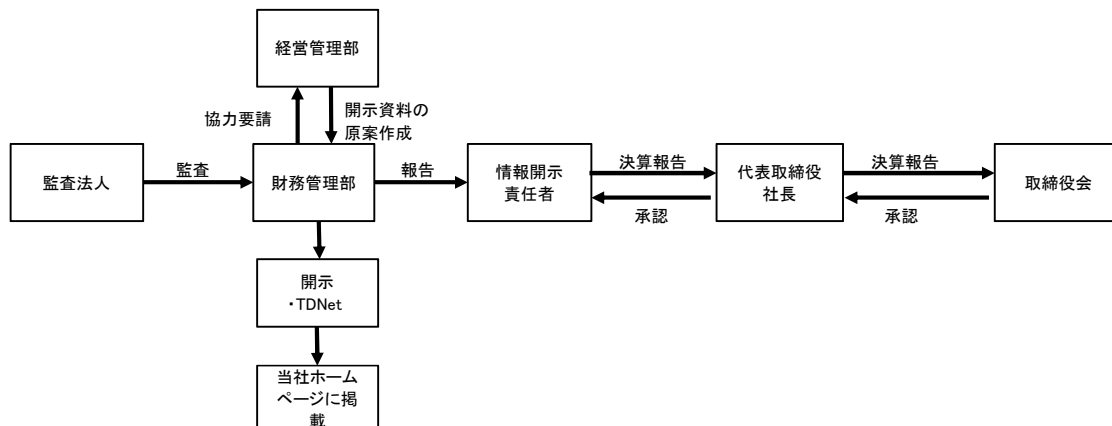 経営管理部
協力要請
開示資料の
原案作成
監査法人
監査
財務管理部
報告
情報開示
責任者
決算報告
承認
代表取締役
社長
決算報告
承認
取締役会
開示
・TDNet
当社ホーム
ページに掲
載